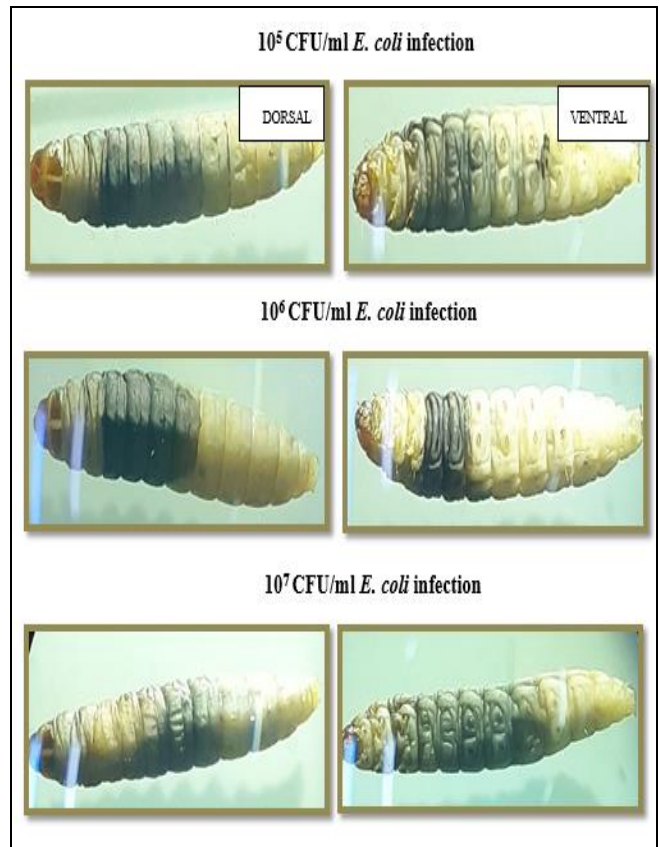 10⁵ CFU/ml E. coli infection
DORSAL
VENTRAL
10⁶ CFU/ml E. coli infection
10⁷ CFU/ml E. coli infection